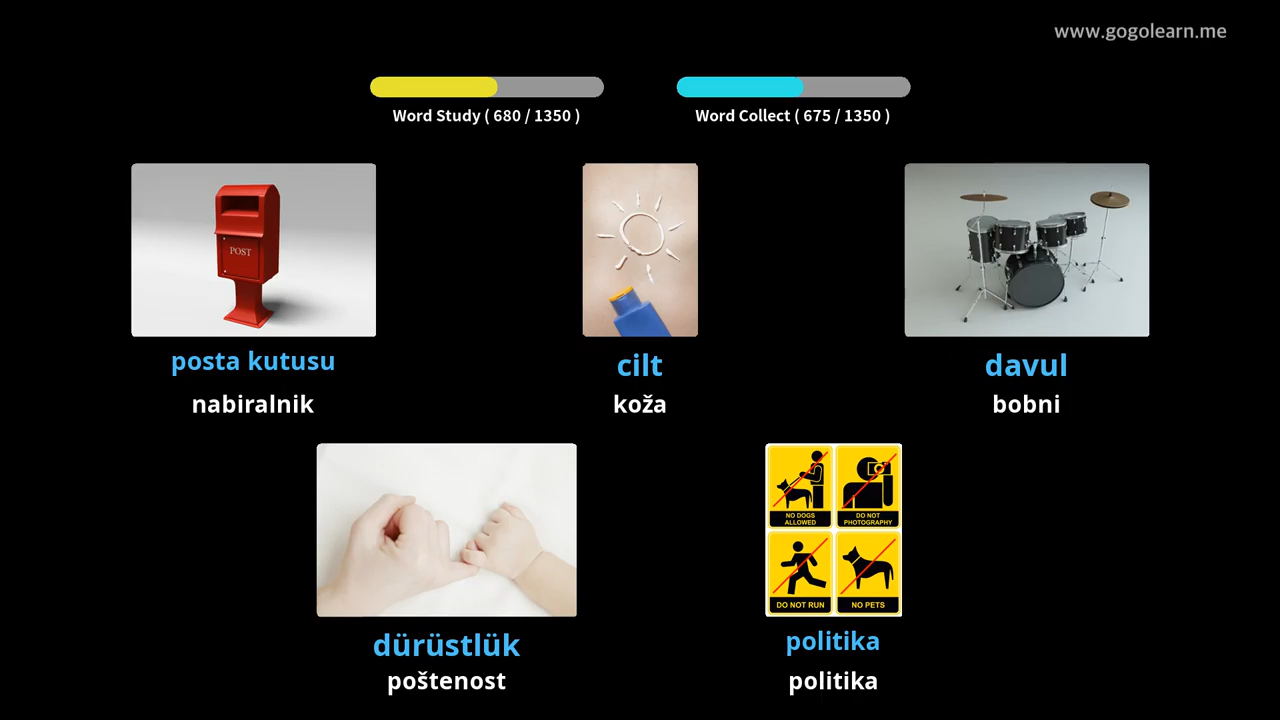 www.gogolearn.me
Word Study ( 680 / 1350 )
Word Collect ( 675 / 1350 )
POST
posta kutusu
nabiralnik
cilt
koža
davul
bobni
NO DOGS
ALLOWED
DO NOT
PHOTOGRAPHY
DO NOT RUN
NO PETS
dürüstlük
poštenost
politika
politika